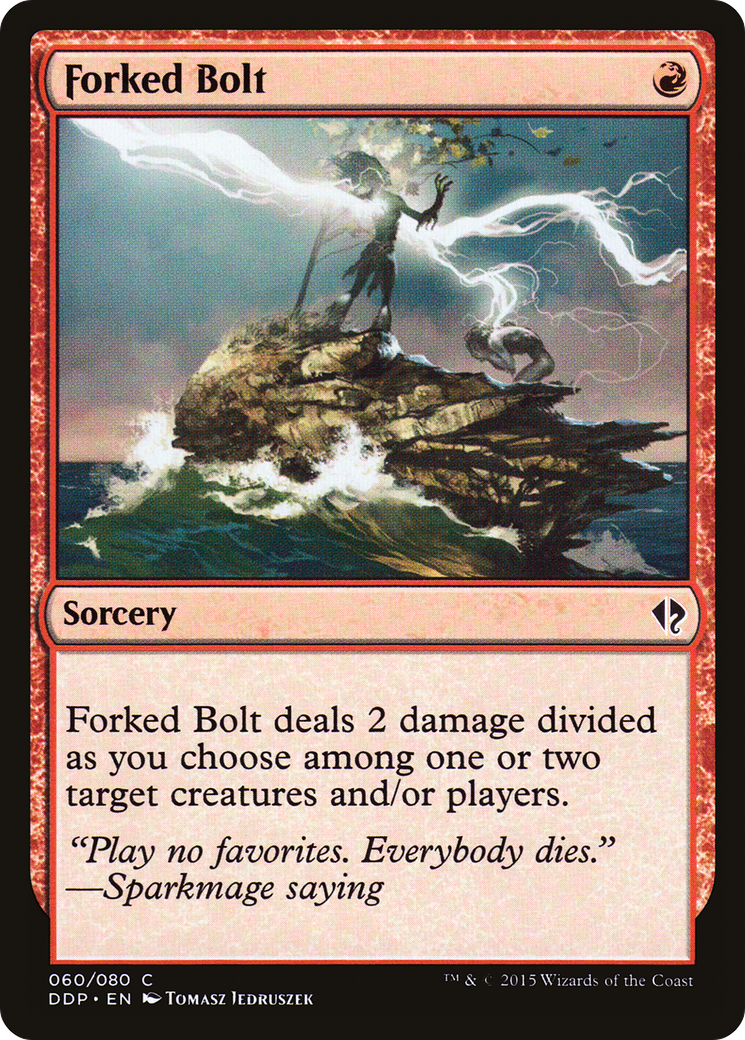 Forked Bolt
Sorcery
Forked Bolt deals 2 damage divided
as you choose among one or two
target creatures and/or players.
“Play no favorites. Everybody dies.”
—Sparkmage saying
060/080 C
DDP • EN Tomasz Jedruszek
™ & © 2015 Wizards of the Coast